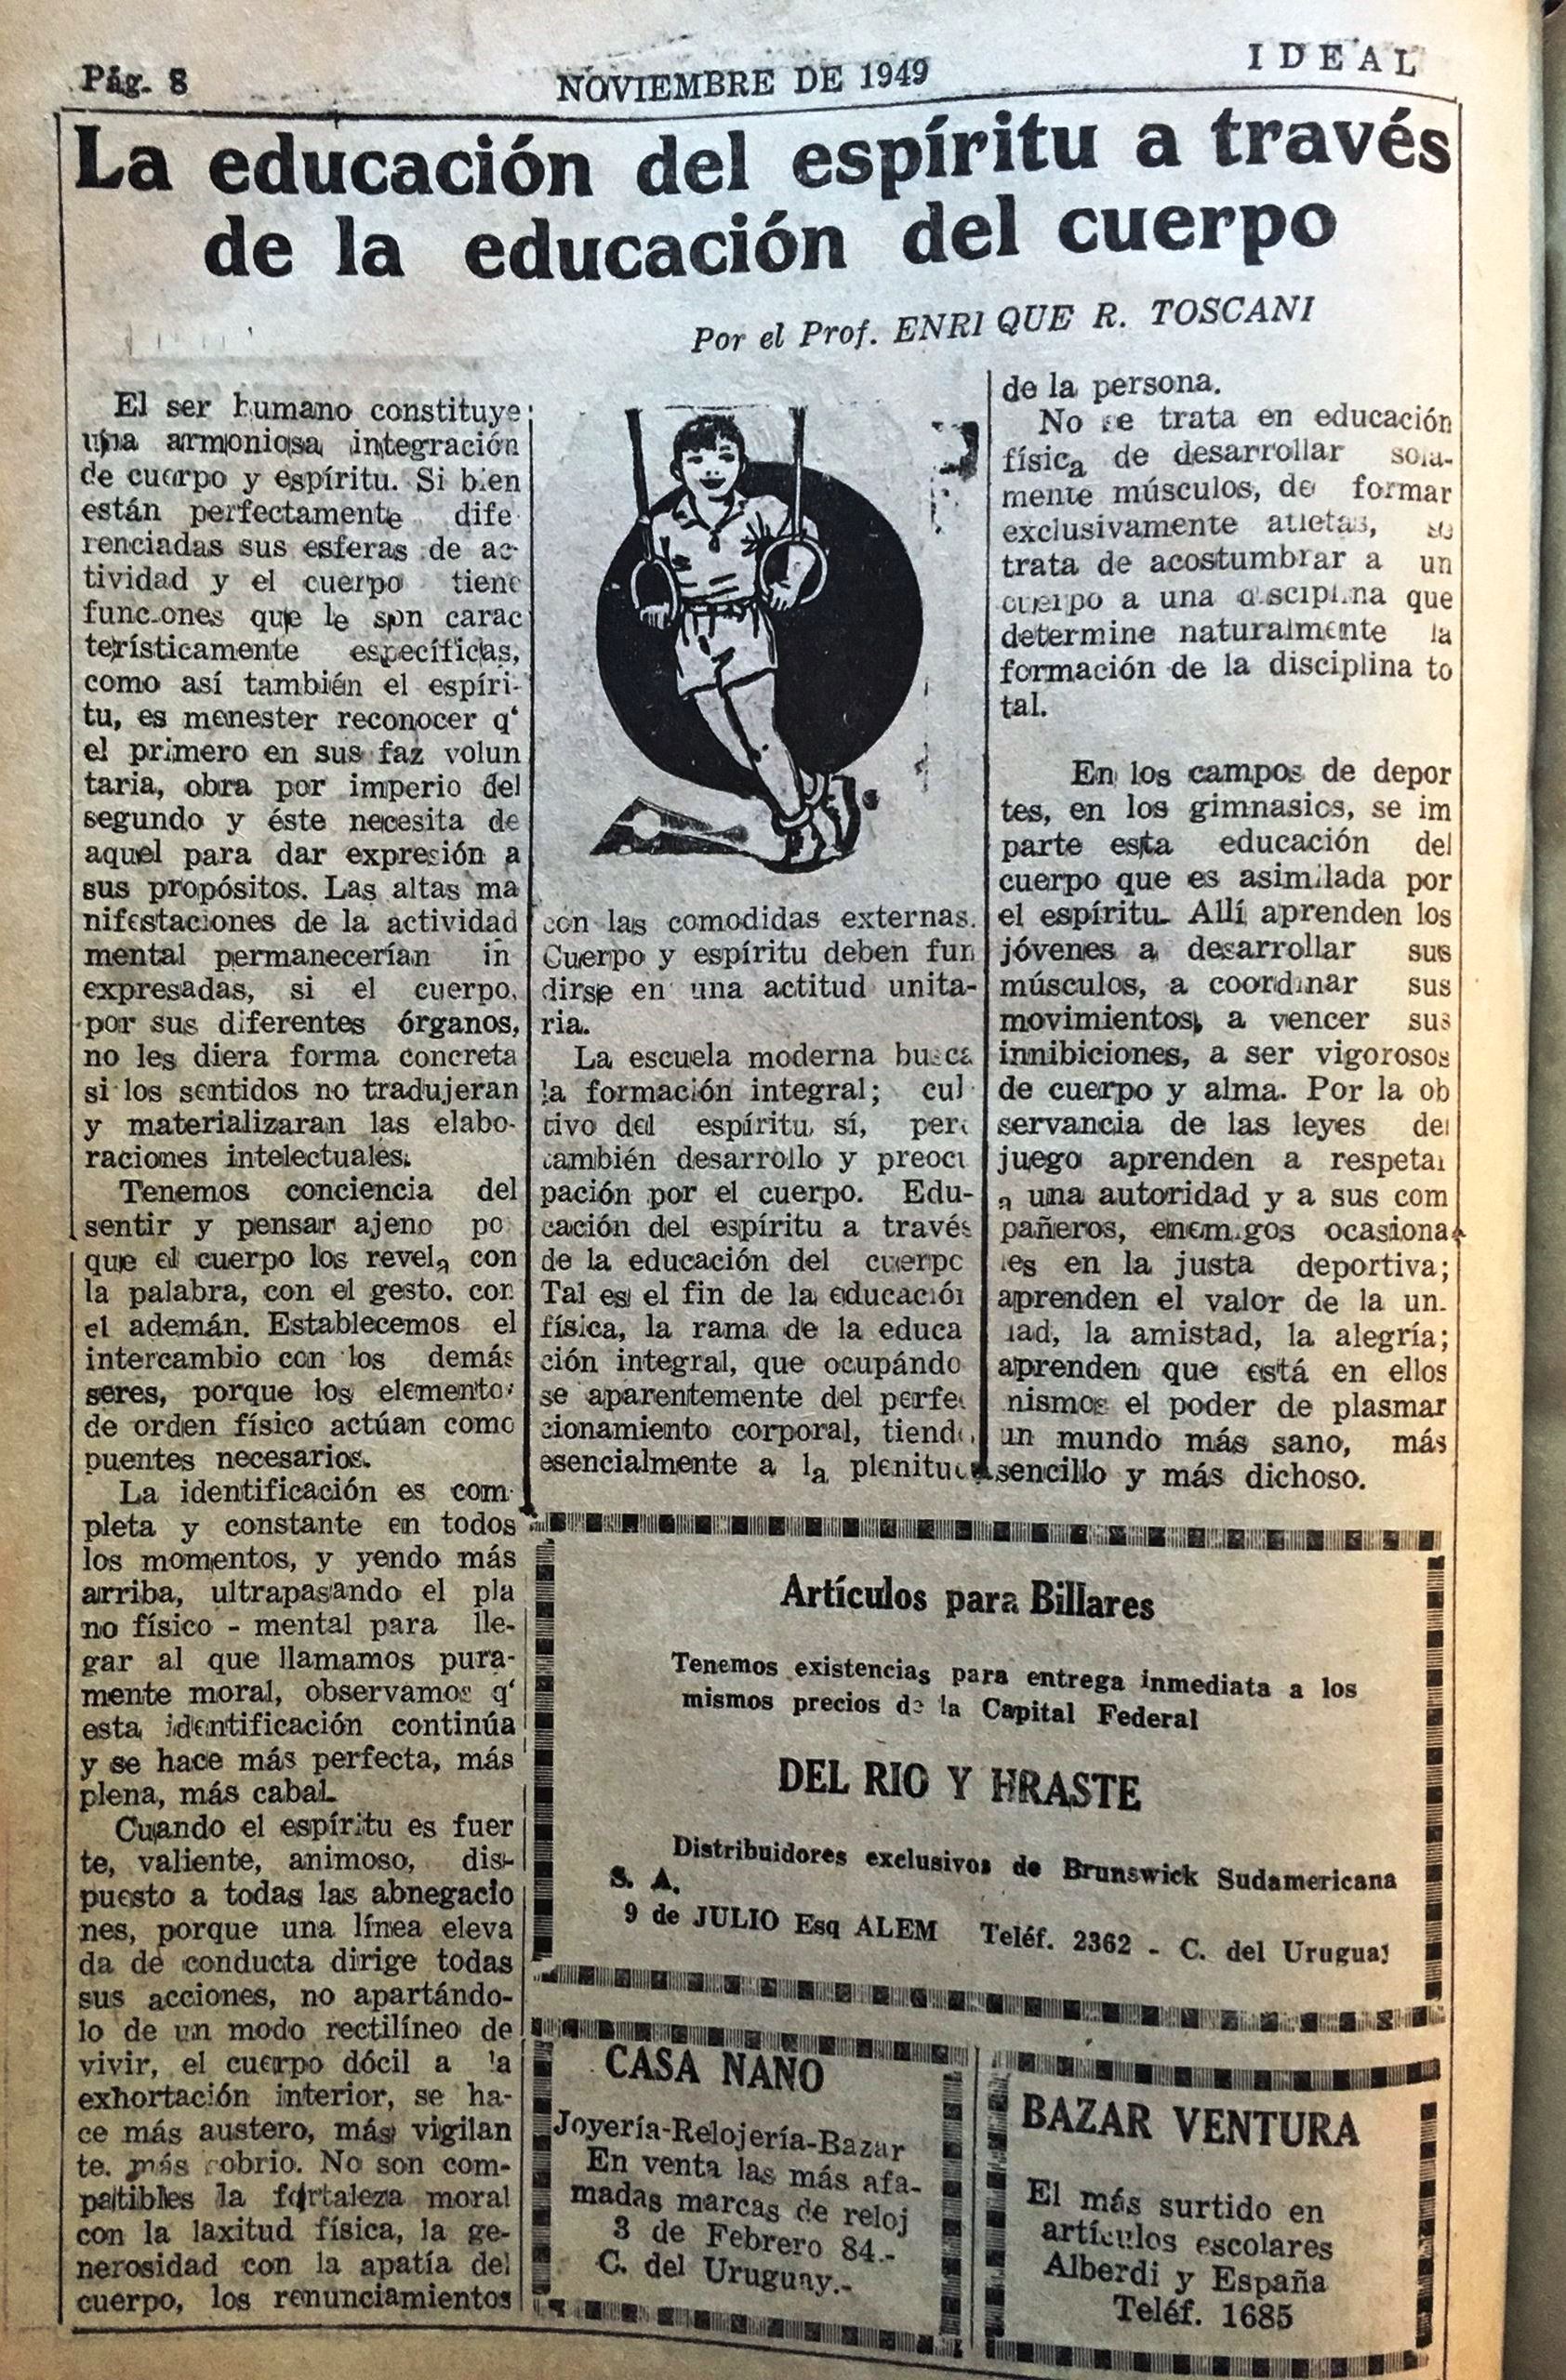 Pág. 8
NOVIEMBRE DE 1949
IDEAL
La educación del espíritu a través
de la educación del cuerpo
Por el Prof. ENRIQUE R. TOSCANI
El ser humano constituye
una armoniosa integración
de cuerpo y espíritu. Si bien
están perfectamente dife
renciadas sus esferas de ac-
tividad y el cuerpo tiene
funciones que le son carac
terísticamente específicas,
como así también el espíri-
tu, es menester reconocer q'
el primero en sus faz volun
taria, obra por imperio del
segundo y éste necesita de
aquel para dar expresión a
sus propósitos. Las altas ma
nifestaciones de la actividad
mental permanecerían in
expresadas, si el cuerpo,
por sus diferentes órganos,
no les diera forma concreta
si los sentidos no tradujeran
y materializaran las elabo-
raciones intelectuales.
Tenemos conciencia del
sentir y pensar ajeno po
que el cuerpo los revela con
la palabra, con el gesto, con
el ademán. Establecemos el
intercambio con los demás
seres, porque los elementos
de orden físico actúan como
puentes necesarios.
La identificación es com-
pleta y constante en todos
los momentos, y yendo más
arriba, ultrapasando el pla
no físico - mental para lle-
gar al que llamamos pura-
mente moral, observamos q'
esta identificación continúa
y se hace más perfecta, más
plena, más cabal.
Cuando el espíritu es fuer
te, valiente, animoso, dis-
puesto a todas las abnegacio
nes, porque una línea eleva
da de conducta dirige todas
sus acciones, no apartándo-
lo de un modo rectilíneo de
vivir, el cuerpo dócil a la
exhortación interior, se ha-
ce más austero, más vigilan
te, más sobrio. No son com-
patibles la fortaleza moral
con la laxitud física, la ge-
nerosidad con la apatía del
cuerpo, los renunciamientos
con las comodidas externas.
Cuerpo y espíritu deben fun
dirse en una actitud unita-
ria.
La escuela moderna busca
la formación integral; cul
tivo del espíritu sí, pero
también desarrollo y preocu
pación por el cuerpo. Edu-
cación del espíritu a través
de la educación del cuerpo
Tal es el fin de la educación
física, la rama de la educa
ción integral, que ocupándo
se aparentemente del perfec
cionamiento corporal, tiende
esencialmente a la plenitud
de la persona.
No se trata en educación
física de desarrollar sola-
mente músculos, de formar
exclusivamente atletas, se
trata de acostumbrar a un
cuerpo a una disciplina que
determine naturalmente la
formación de la disciplina to
tal.
En los campos de depor
tes, en los gimnasios, se im
parte esta educación del
cuerpo que es asimilada por
el espíritu. Allí aprenden los
jóvenes a desarrollar sus
músculos, a coordinar sus
movimientos, a vencer sus
innibiciones, a ser vigorosos
de cuerpo y alma. Por la ob
servancia de las leyes del
juego aprenden a respetar
a una autoridad y a sus com
pañeros, enemigos ocasiona
les en la justa deportiva;
aprenden el valor de la uni
dad, la amistad, la alegría;
aprenden que está en ellos
mismos el poder de plasmar
un mundo más sano, más
sencillo y más dichoso.
Artículos para Billares
Tenemos existencias para entrega inmediata a los
mismos precios de la Capital Federal
DEL RIO Y HRASTE
Distribuidores exclusivos de Brunswick Sudamericana
S. A.
9 de JULIO Esq ALEM Teléf. 2362 - C. del Uruguay
CASA NANO
Joyería-Relojería-Bazar
En venta las más afa-
madas marcas de reloj
3 de Febrero 84.-
C. del Uruguay.-
BAZAR VENTURA
El más surtido en
artículos escolares
Alberdi y España
Teléf. 1685